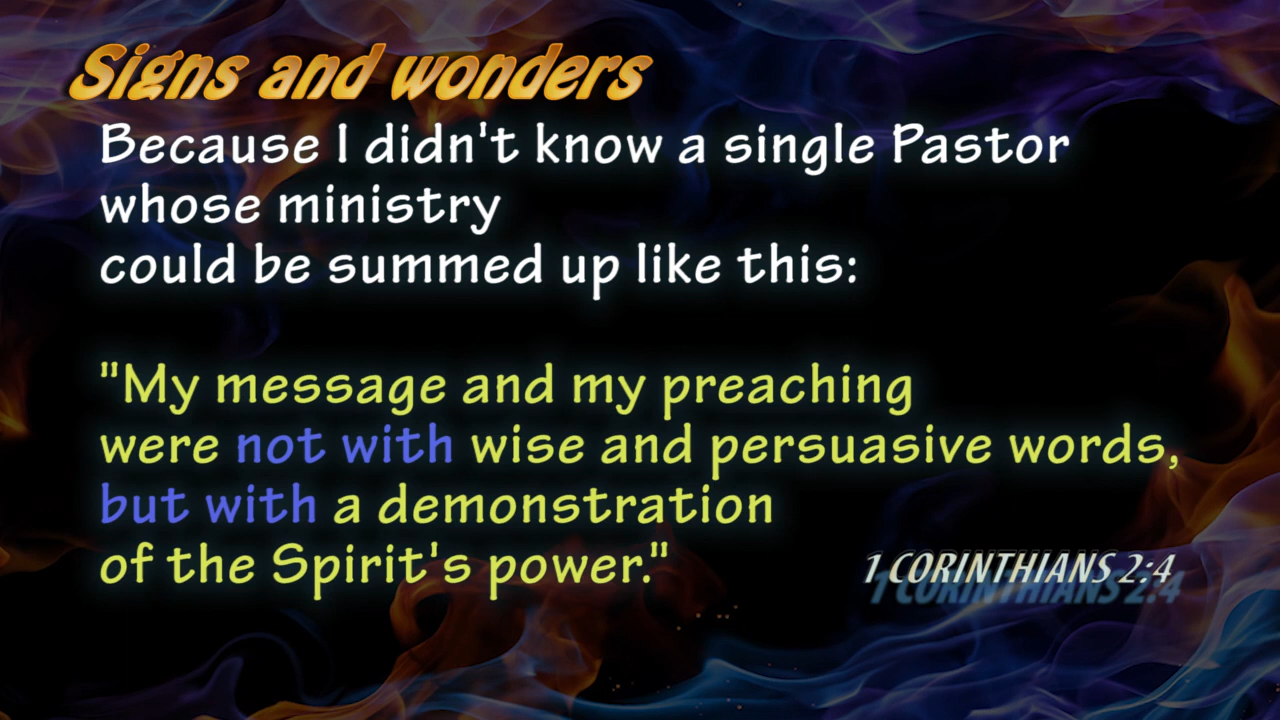 Signs and wonders
Because I didn't know a single Pastor
whose ministry
could be summed up like this:
"My message and my preaching
were not with wise and persuasive words,
but with a demonstration
of the Spirit's power."
1 CORINTHIANS 2:4